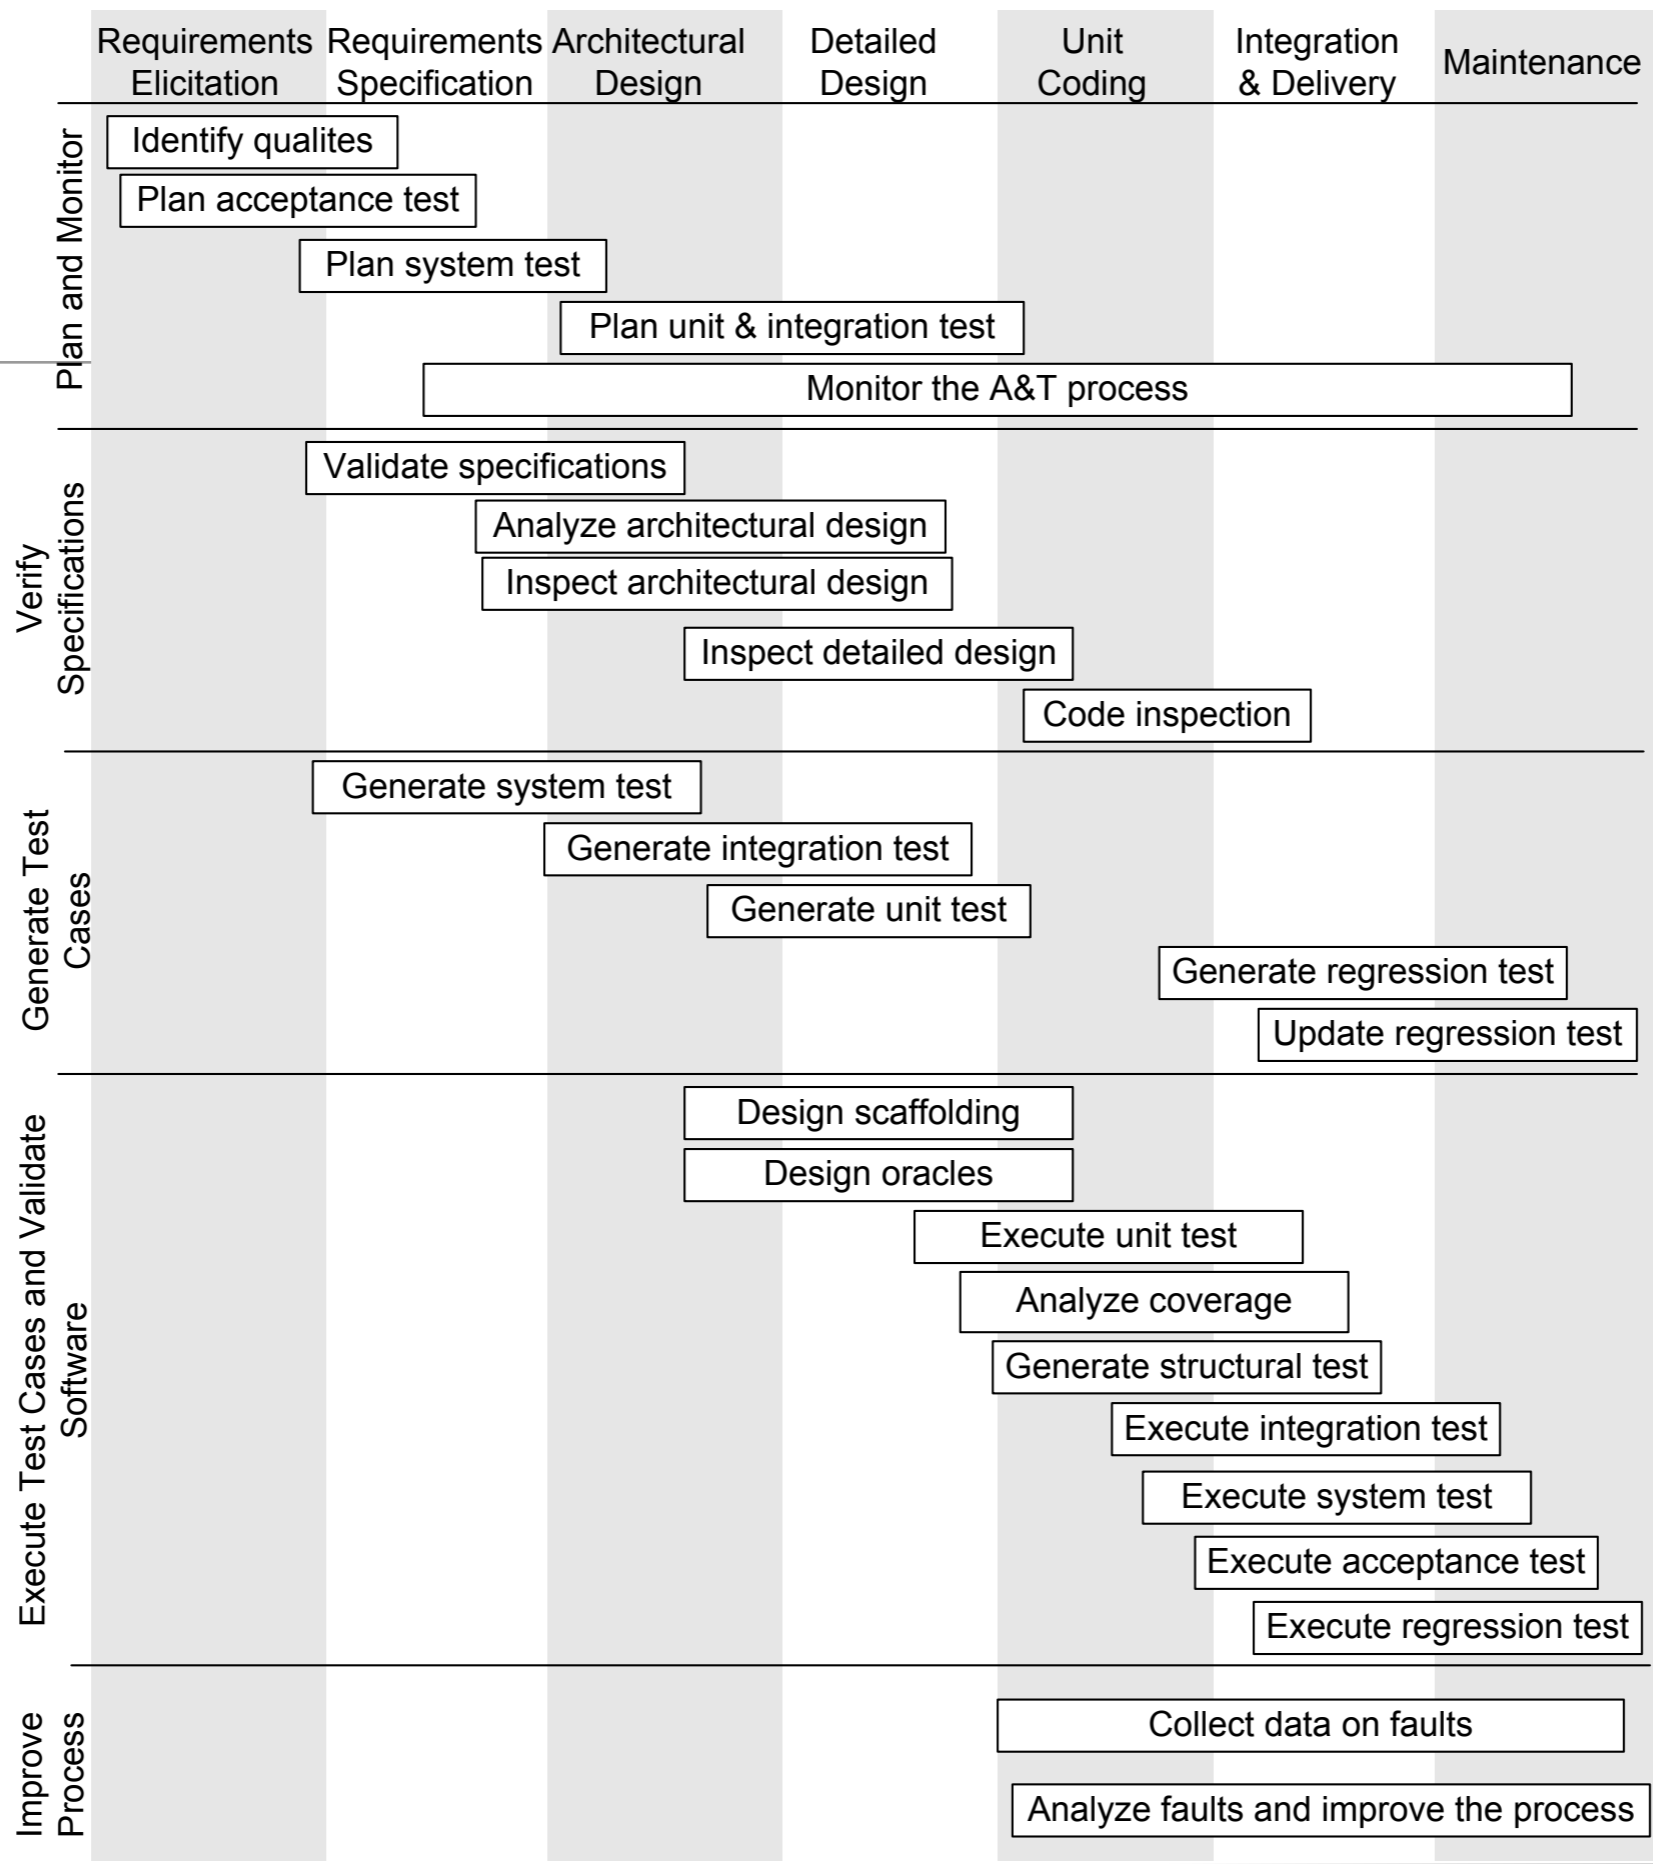 Requirements
Elicitation
Requirements
Specification
Architectural
Design
Detailed
Design
Unit
Coding
Integration
& Delivery
Maintenance
Plan and Monitor
Identify qualites
Plan acceptance test
Plan system test
Plan unit & integration test
Monitor the A&T process
Verify
Specifications
Validate specifications
Analyze architectural design
Inspect architectural design
Inspect detailed design
Code inspection
Generate Test
Cases
Generate system test
Generate integration test
Generate unit test
Generate regression test
Update regression test
Execute Test Cases and Validate
Software
Design scaffolding
Design oracles
Execute unit test
Analyze coverage
Generate structural test
Execute integration test
Execute system test
Execute acceptance test
Execute regression test
Improve
Process
Collect data on faults
Analyze faults and improve the process